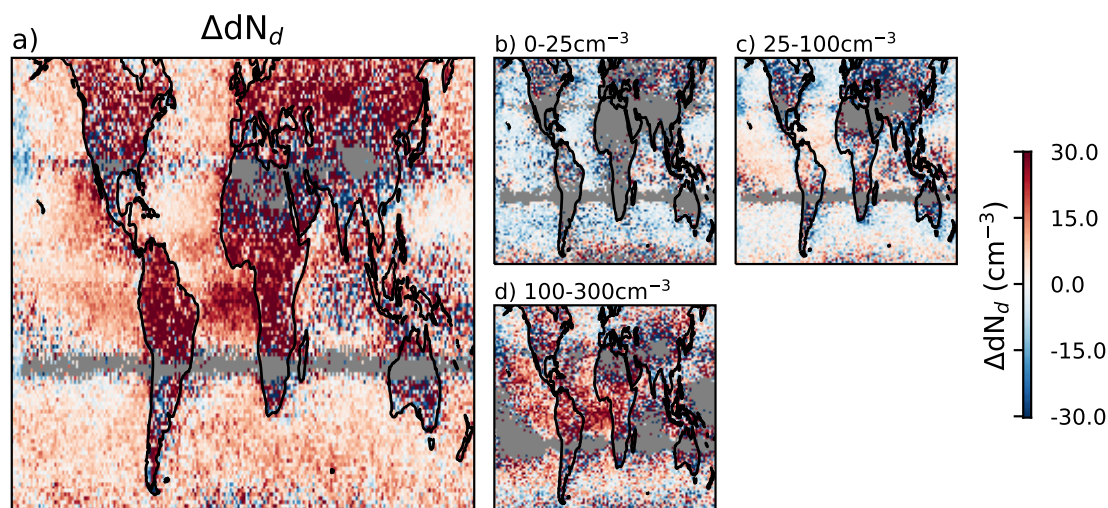 ΔdN_d
a)
b) 0-25cm⁻³
c) 25-100cm⁻³
d) 100-300cm⁻³
30.0
15.0
0.0
-15.0
-30.0
ΔdN_d (cm⁻³)